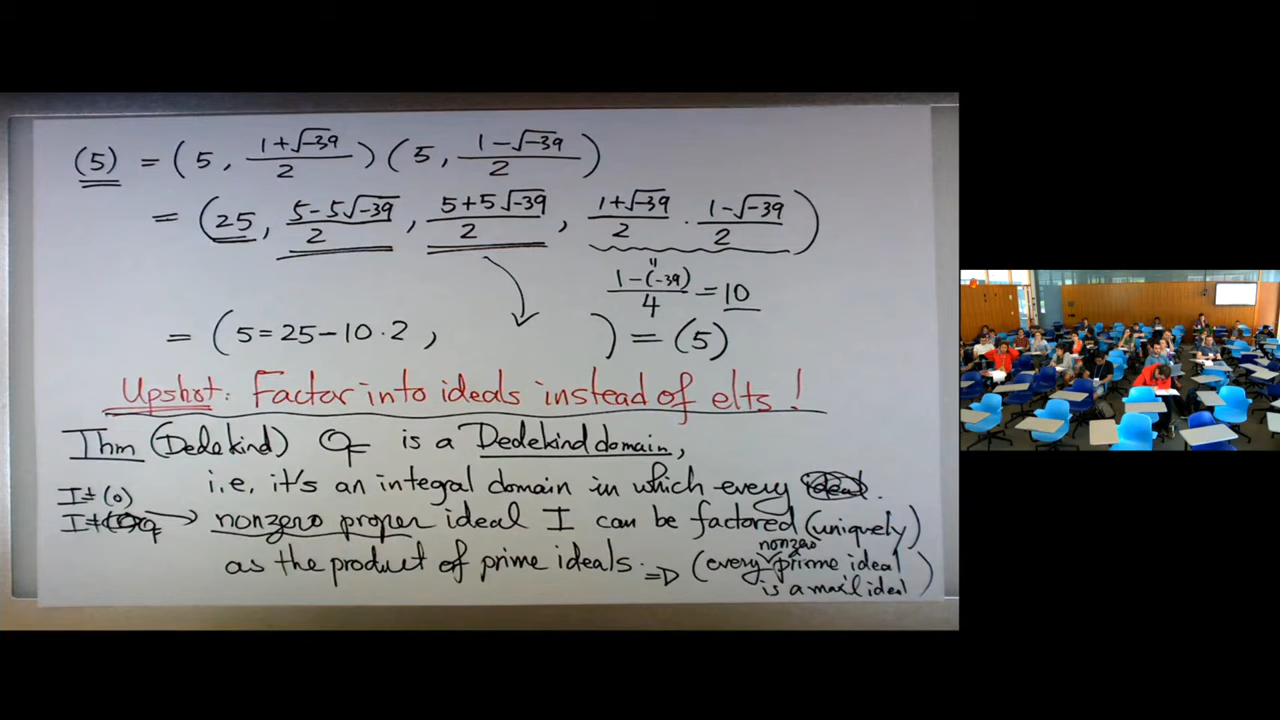 (5) = (5, (1+√-39)/2)(5, (1-√-39)/2)
= (25, (5-5√-39)/2, (5+5√-39)/2, (1+√-39)/2 · (1-√-39)/2)
"
(1-(-39))/4 = 10
= (5=25-10·2, ) = (5)
Upshot: Factor into ideals instead of elts!
Thm (Dedekind) O_F is a Dedekind domain,
i.e. it's an integral domain in which every
I≠(0)
I≠ → nonzero proper ideal I can be factored (uniquely)
as the product of prime ideals. ⇒ (every nonzero prime ideal
is a max'l ideal)